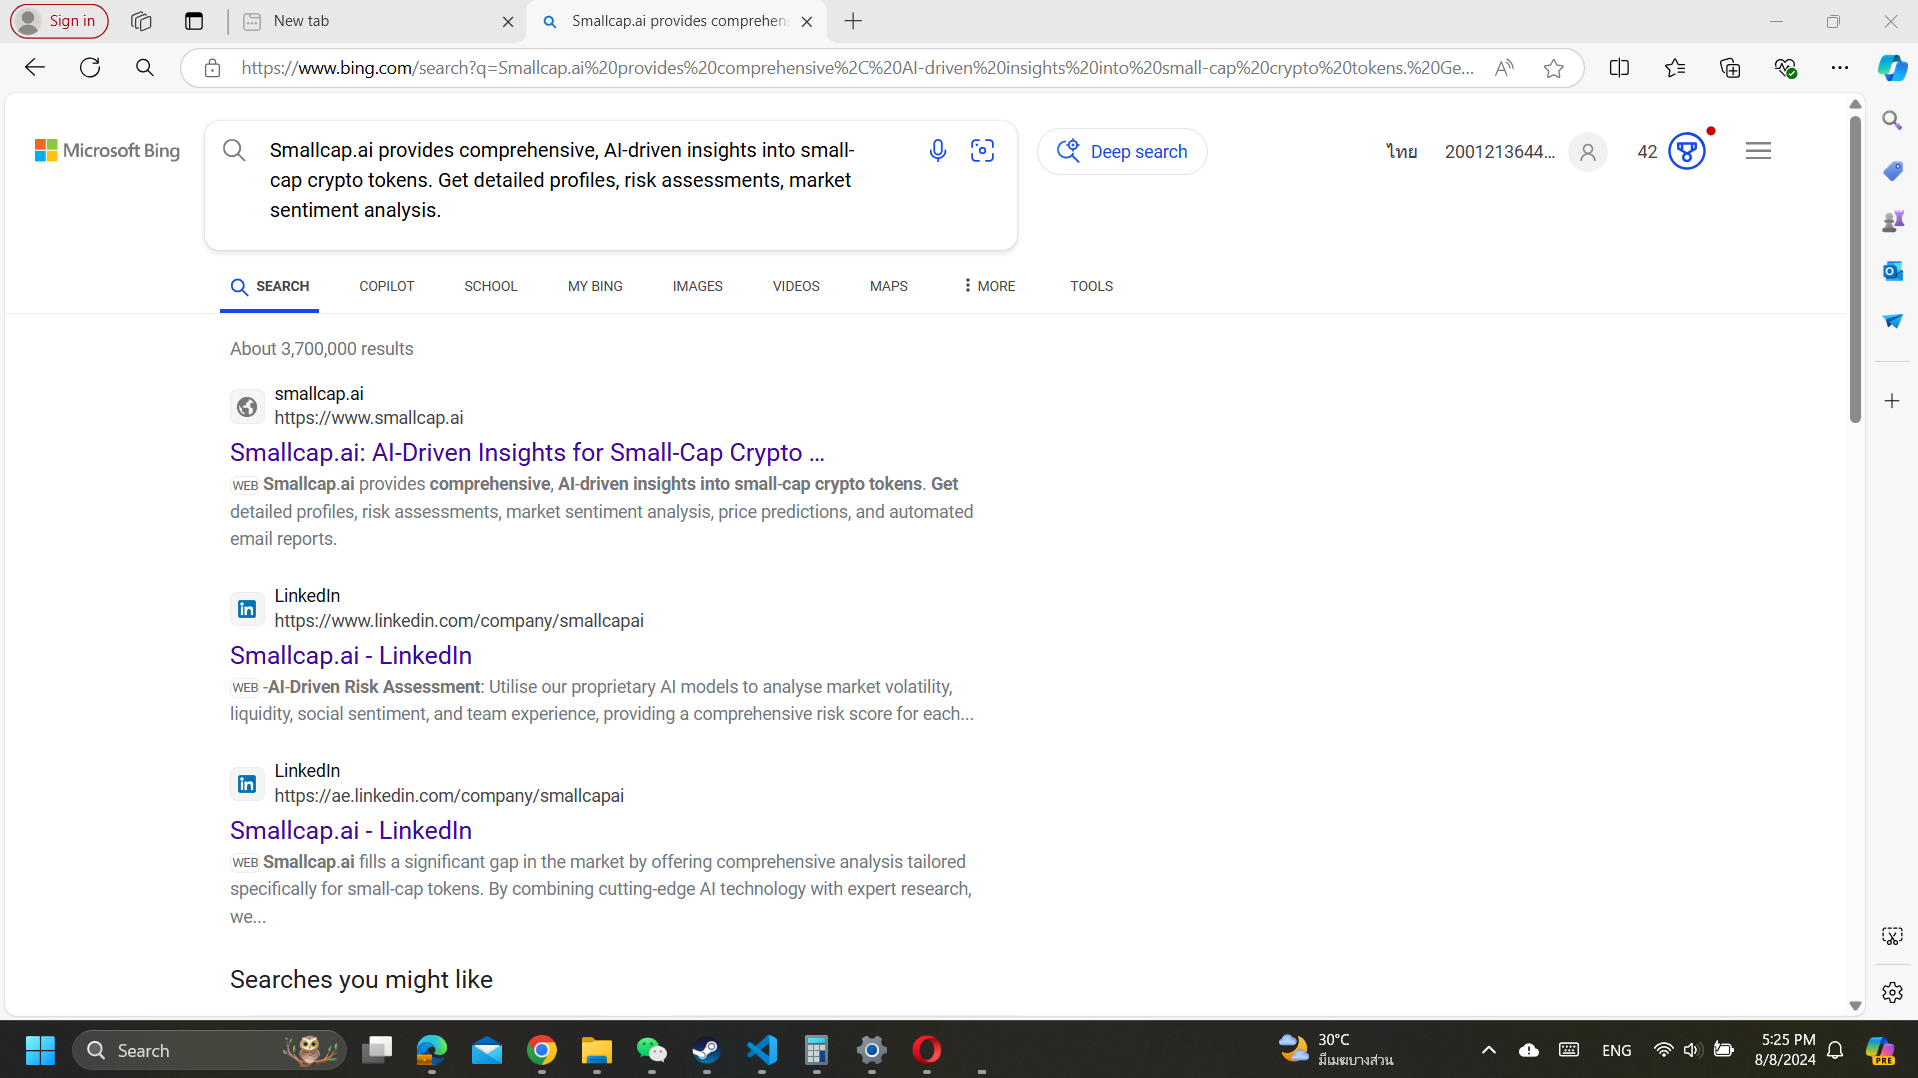 Sign in
New tab
Smallcap.ai provides comprehens
https://www.bing.com/search?q=Smallcap.ai%20provides%20comprehensive%2C%20AI-driven%20insights%20into%20small-cap%20crypto%20tokens.%20Ge...
Microsoft Bing
Smallcap.ai provides comprehensive, AI-driven insights into small-
cap crypto tokens. Get detailed profiles, risk assessments, market
sentiment analysis.
Deep search
ไทย
2001213644...
42
SEARCH
COPILOT
SCHOOL
MY BING
IMAGES
VIDEOS
MAPS
MORE
TOOLS
About 3,700,000 results
smallcap.ai
https://www.smallcap.ai
Smallcap.ai: AI-Driven Insights for Small-Cap Crypto ...
WEB Smallcap.ai provides comprehensive, AI-driven insights into small-cap crypto tokens. Get
detailed profiles, risk assessments, market sentiment analysis, price predictions, and automated
email reports.
LinkedIn
https://www.linkedin.com/company/smallcapai
Smallcap.ai - LinkedIn
WEB -AI-Driven Risk Assessment: Utilise our proprietary AI models to analyse market volatility,
liquidity, social sentiment, and team experience, providing a comprehensive risk score for each...
LinkedIn
https://ae.linkedin.com/company/smallcapai
Smallcap.ai - LinkedIn
WEB Smallcap.ai fills a significant gap in the market by offering comprehensive analysis tailored
specifically for small-cap tokens. By combining cutting-edge AI technology with expert research,
we...
Searches you might like
Search
30°C
มีเมฆบางส่วน
ENG
5:25 PM
8/8/2024
PRE